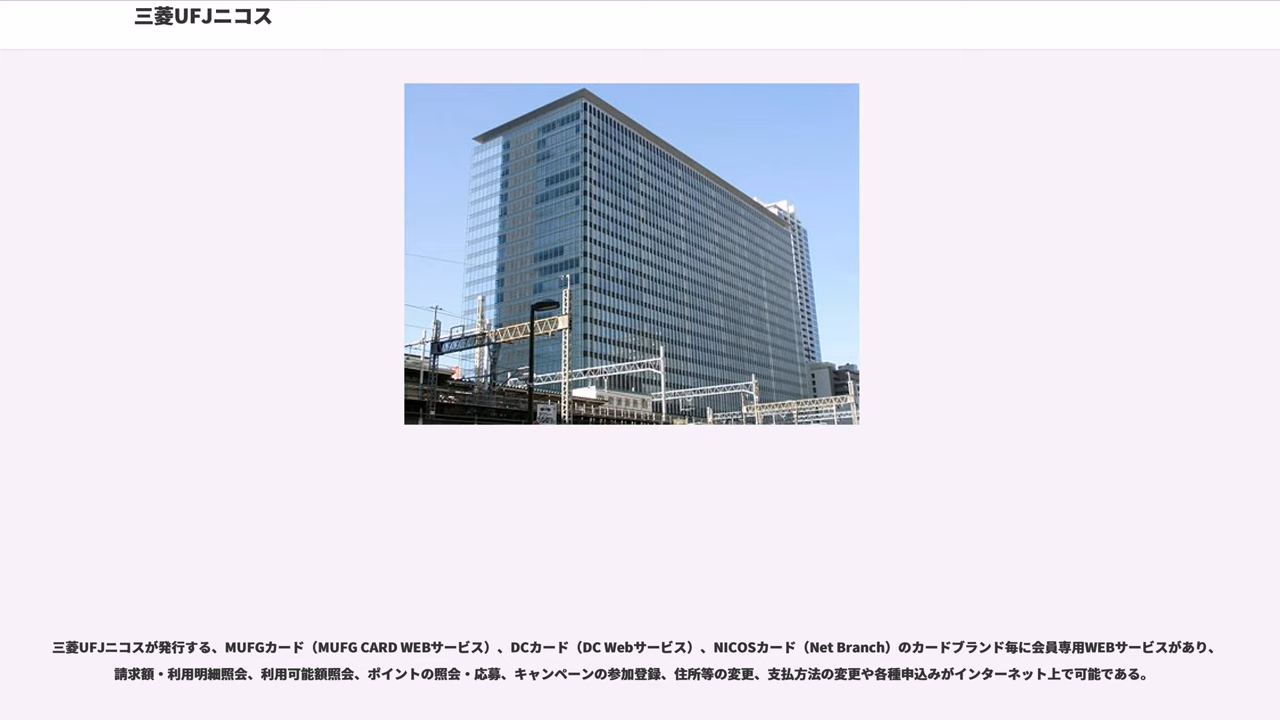 三菱UFJニコス
三菱UFJニコスが発行する、MUFGカード（MUFG CARD WEBサービス）、DCカード（DC Webサービス）、NICOSカード（Net Branch）のカードブランド毎に会員専用WEBサービスがあり、
請求額・利用明細照会、利用可能額照会、ポイントの照会・応募、キャンペーンの参加登録、住所等の変更、支払方法の変更や各種申込みがインターネット上で可能である。